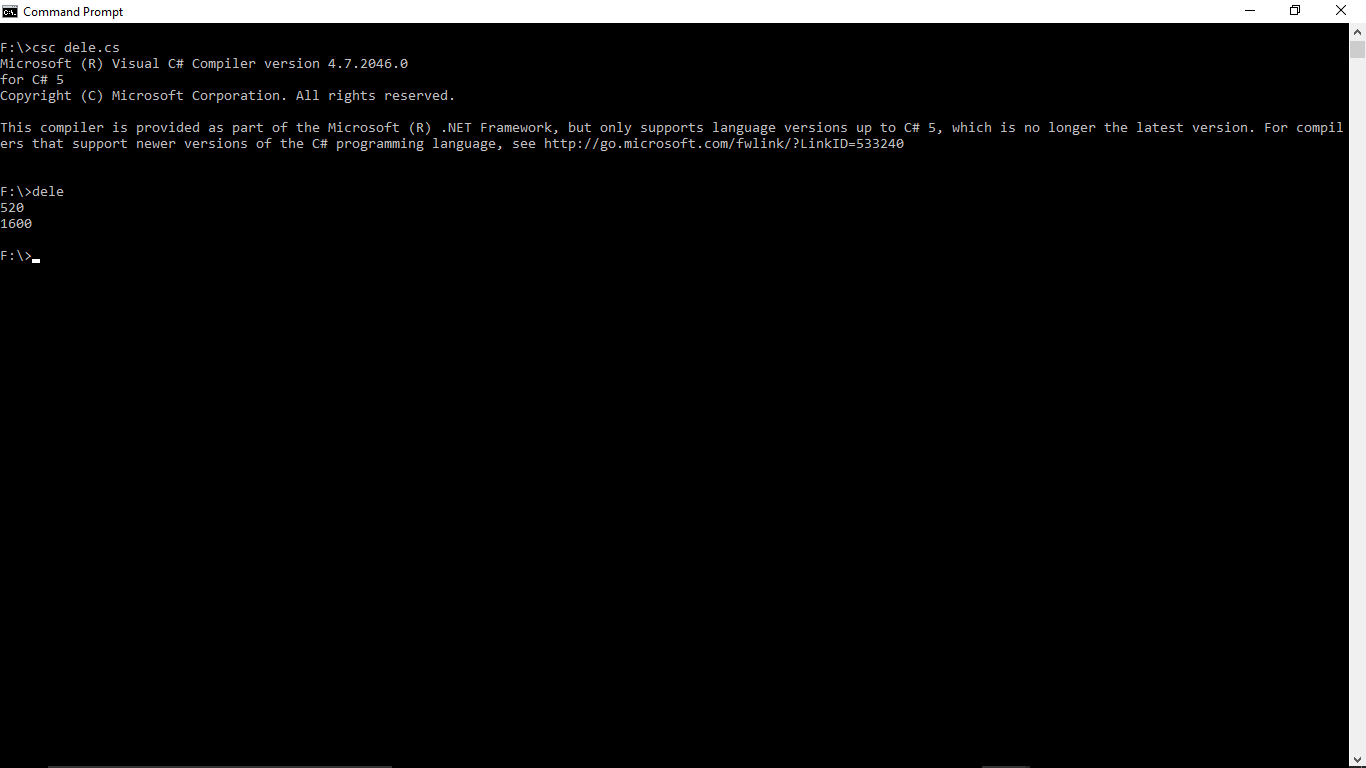 Command Prompt
F:\>csc dele.cs
Microsoft (R) Visual C# Compiler version 4.7.2046.0
for C# 5
Copyright (C) Microsoft Corporation. All rights reserved.
This compiler is provided as part of the Microsoft (R) .NET Framework, but only supports language versions up to C# 5, which is no longer the latest version. For compil
ers that support newer versions of the C# programming language, see http://go.microsoft.com/fwlink/?LinkID=533240
F:\>dele
520
1600
F:\>